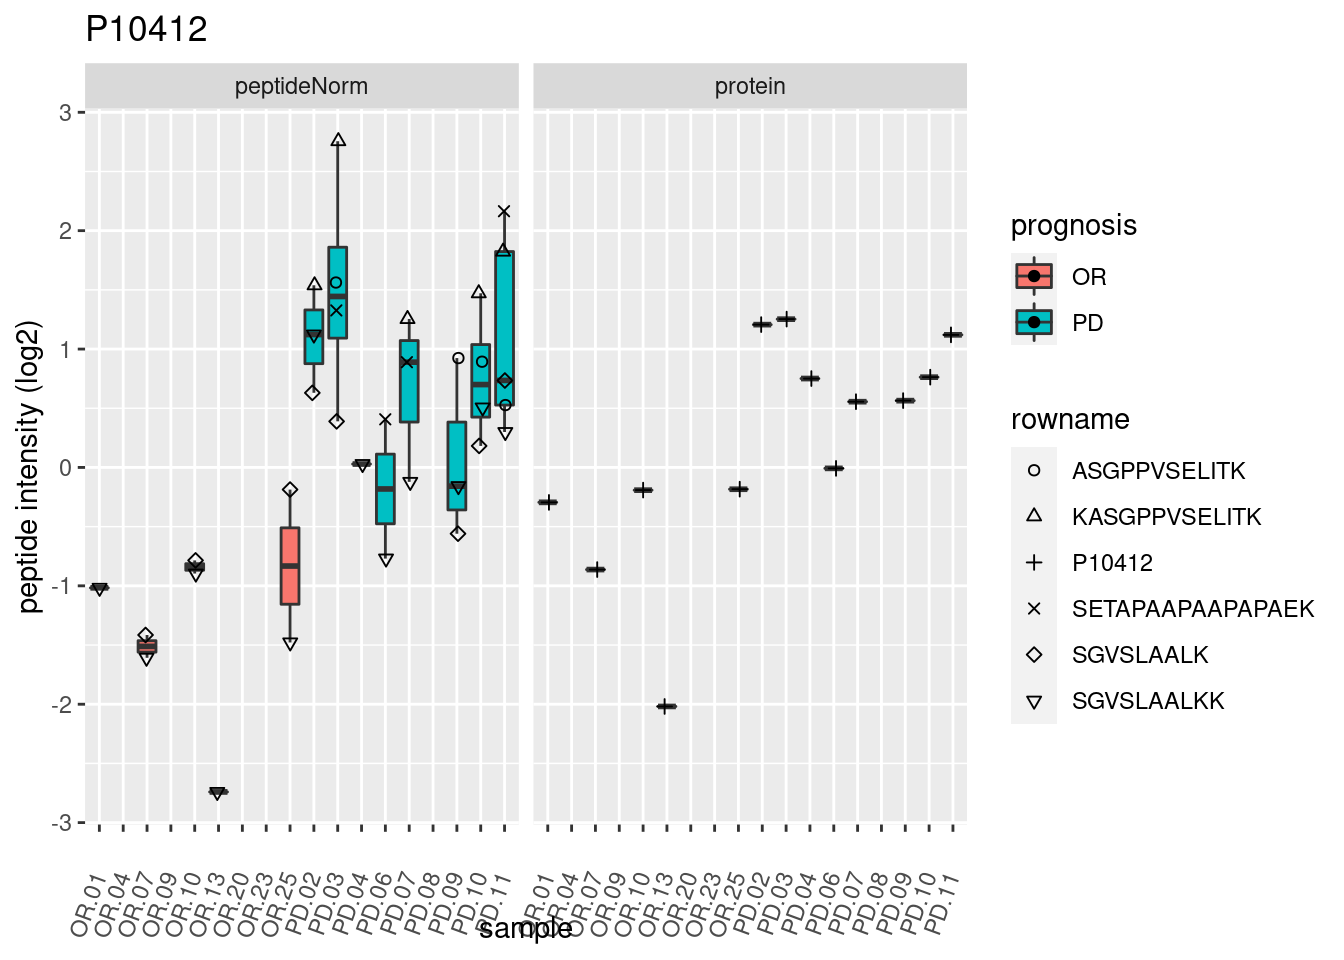 P10412
peptideNorm
protein
peptide intensity (log2)
3
2
1
0
-1
-2
-3
OR.01
OR.04
OR.07
OR.09
OR.10
OR.13
OR.20
OR.23
OR.25
PD.02
PD.03
PD.04
PD.06
PD.07
PD.08
PD.09
PD.10
PD.11
OR.01
OR.04
OR.07
OR.09
OR.10
OR.13
OR.20
OR.23
OR.25
PD.02
PD.03
PD.04
PD.06
PD.07
PD.08
PD.09
PD.10
PD.11
sample
prognosis
OR
PD
rowname
ASGPPVSELITK
KASGPPVSELITK
P10412
SETAPAAPAAPAPAEK
SGVSLAALK
SGVSLAALKK